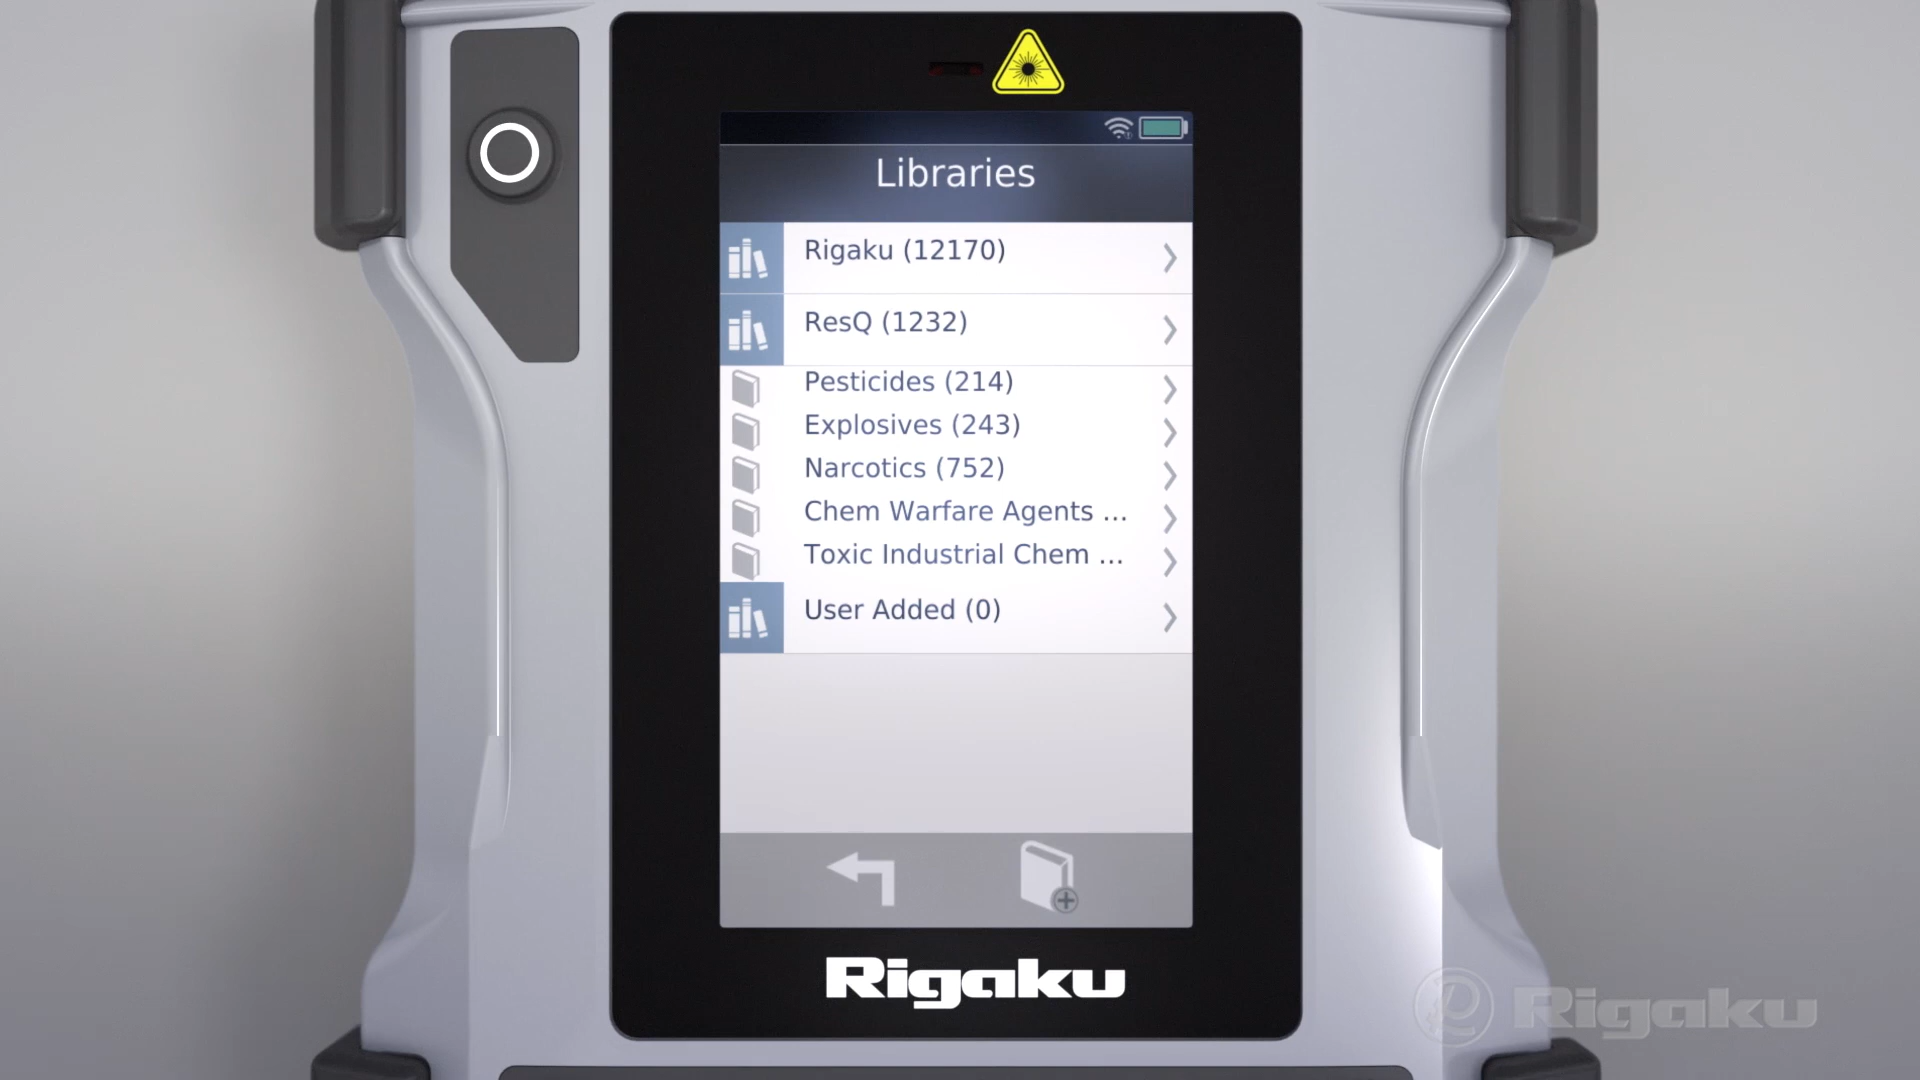 Libraries
Rigaku (12170)
ResQ (1232)
Pesticides (214)
Explosives (243)
Narcotics (752)
Chem Warfare Agents ...
Toxic Industrial Chem ...
User Added (0)
Rigaku
Rigaku